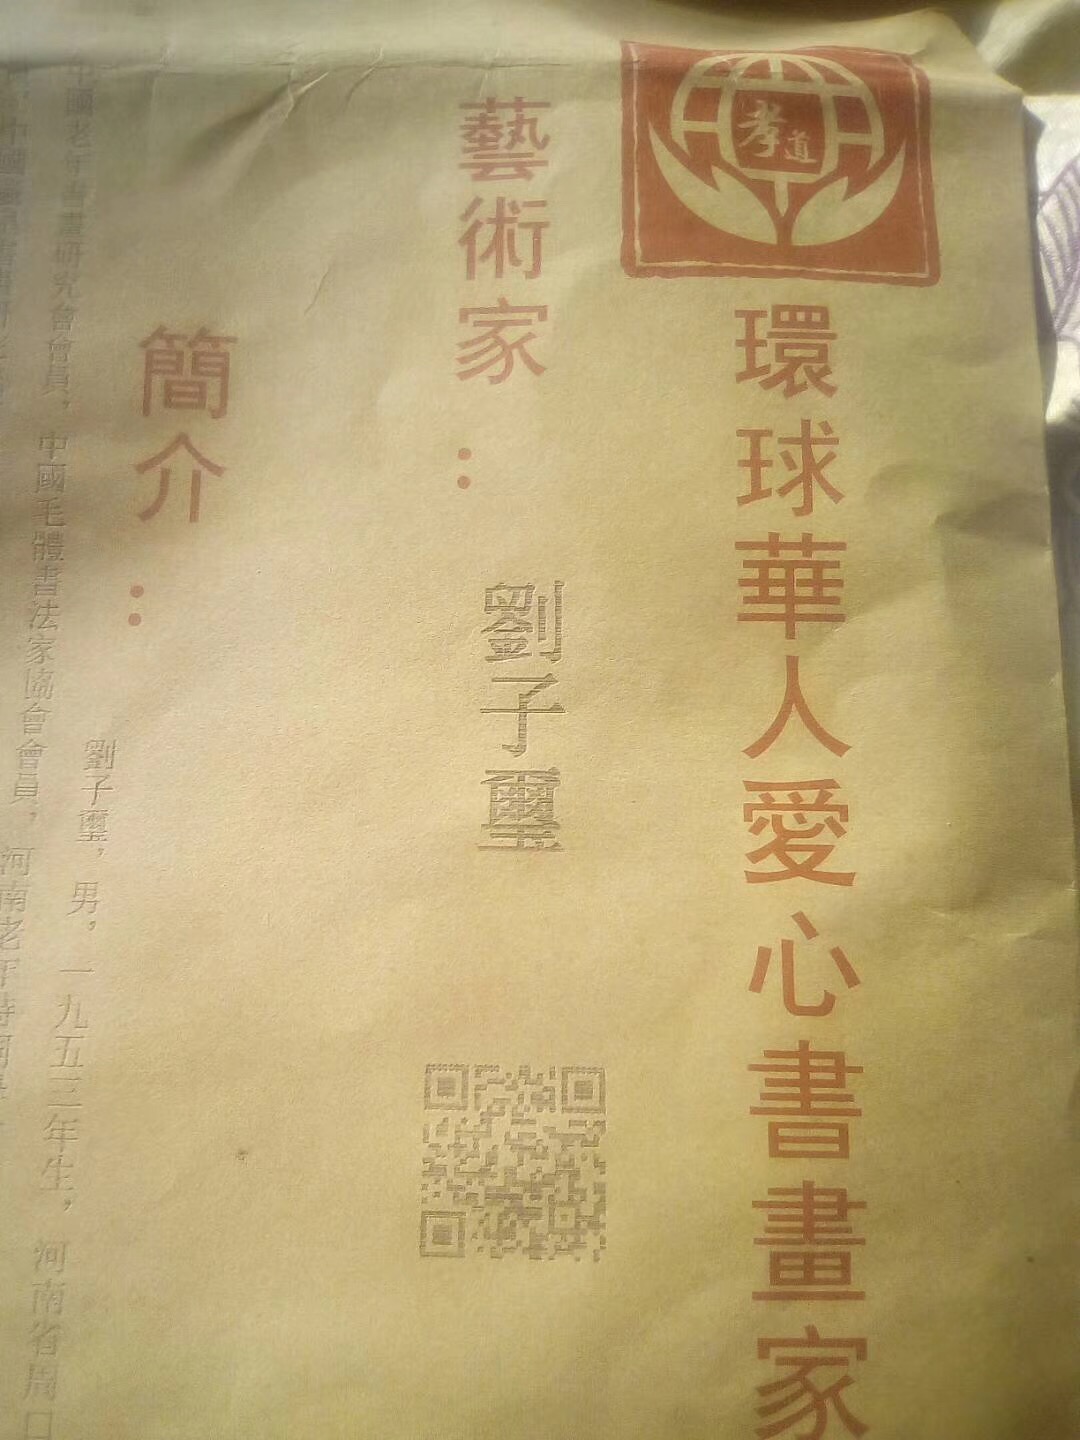 孝道
環球華人愛心書畫家
藝術家：
劉子璽
簡介：
劉子璽，男，一九五三年生，河南省周口
老年書畫研究會會員，中國毛體書法家協會會員，河南老年詩詞